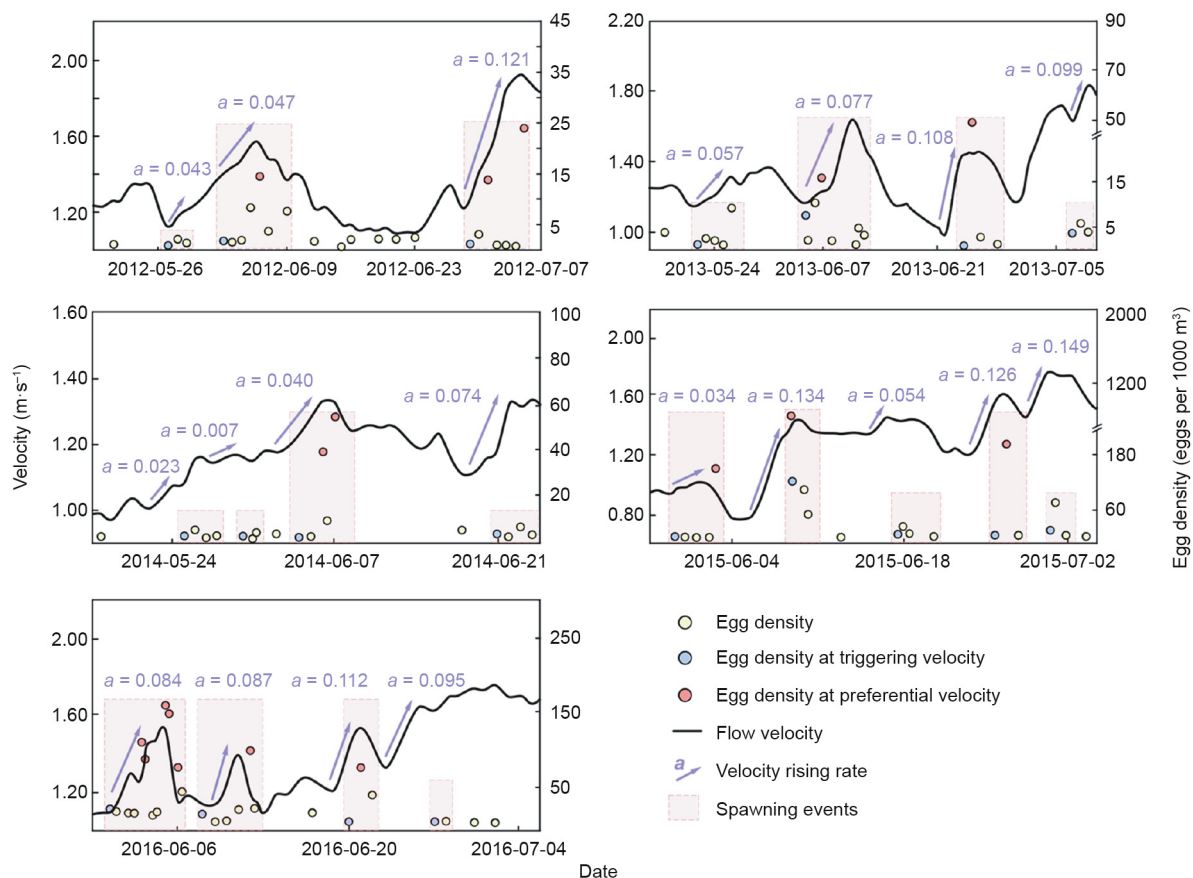 45
2.20
90
2.00
a = 0.121
35
1.80
a = 0.099
70
a = 0.047
a = 0.077
50
1.60
25
a = 0.108
a = 0.043
1.40
a = 0.057
15
15
1.20
5
1.00
5
2012-05-26
2012-06-09
2012-06-23
2012-07-07
2013-05-24
2013-06-07
2013-06-21
2013-07-05
1.60
100
2000
2.00
80
a = 0.149
1.40
a = 0.040
a = 0.074
60
1.60
a = 0.034
a = 0.134
a = 0.054
a = 0.126
1200
a = 0.007
1.20
40
1.20
180
a = 0.023
1.00
20
0.80
60
2014-05-24
2014-06-07
2014-06-21
2015-06-04
2015-06-18
2015-07-02
Velocity (m·s−1)
Egg density (eggs per 1000 m3)
2.00
250
a = 0.084
a = 0.087
a = 0.112
a = 0.095
1.60
150
1.20
50
2016-06-06
2016-06-20
2016-07-04
Egg density
Egg density at triggering velocity
Egg density at preferential velocity
Flow velocity
a Velocity rising rate
Spawning events
Date